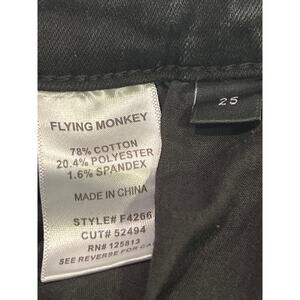 FLYING MONKEY
78% COTTON
20.4% POLYESTER
1.6% SPANDEX
MADE IN CHINA
STYLE# F4266
CUT# 52494
RN# 125813
SEE REVERSE FOR CA
25